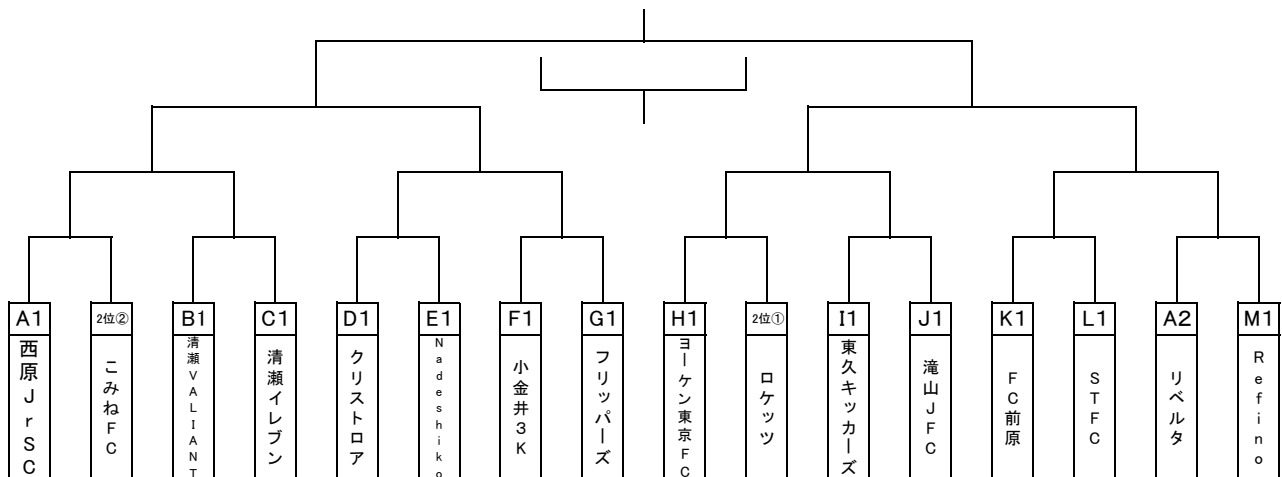 A1 2位② B1 C1 D1 E1 F1 G1 H1 2位① I1 J1 K1 L1 A2 M1
西原JrSC
こみねFC
清瀬VALIANT
清瀬イレブン
クリストロア
Nadeshiko
小金井3K
フリッパーズ
ヨーケン東京FC
ロケッツ
東久キッカーズ
滝山JFC
FC前原
STFC
リベルタ
Refino